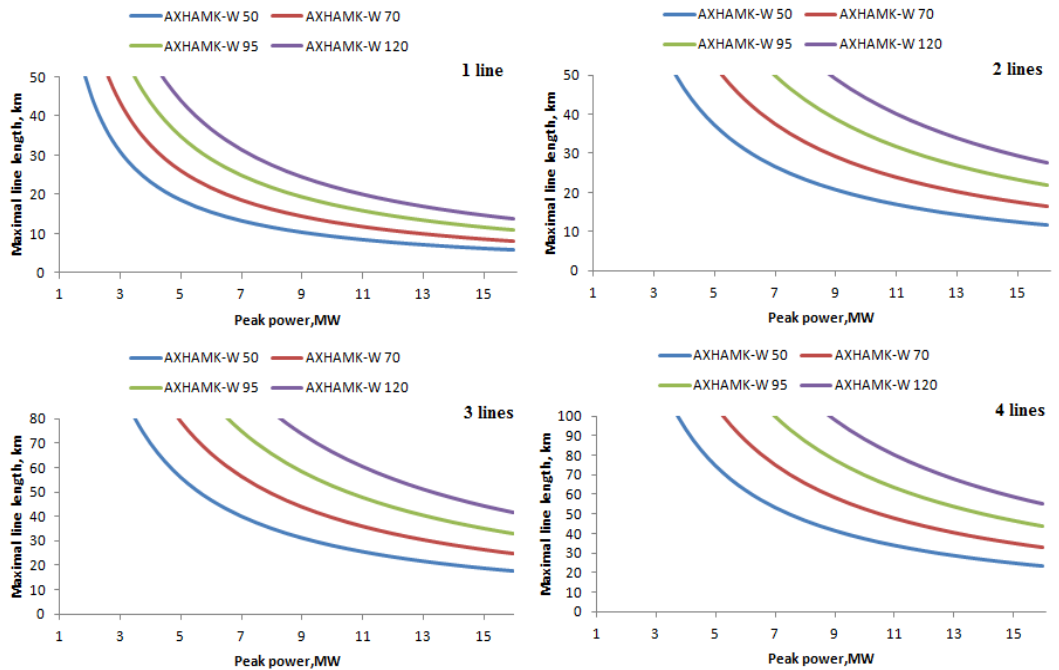 AXHAMK-W 50 AXHAMK-W 70
AXHAMK-W 95 AXHAMK-W 120
1 line
Maximal line length, km
50
40
30
20
10
0
1 3 5 7 9 11 13 15
Peak power,MW
AXHAMK-W 50 AXHAMK-W 70
AXHAMK-W 95 AXHAMK-W 120
2 lines
Maximal line length, km
50
40
30
20
10
0
1 3 5 7 9 11 13 15
Peak power,MW
AXHAMK-W 50 AXHAMK-W 70
AXHAMK-W 95 AXHAMK-W 120
3 lines
Maximal line length, km
80
70
60
50
40
30
20
10
0
1 3 5 7 9 11 13 15
Peak power,MW
AXHAMK-W 50 AXHAMK-W 70
AXHAMK-W 95 AXHAMK-W 120
4 lines
Maximal line length, km
100
90
80
70
60
50
40
30
20
10
0
1 3 5 7 9 11 13 15
Peak power,MW